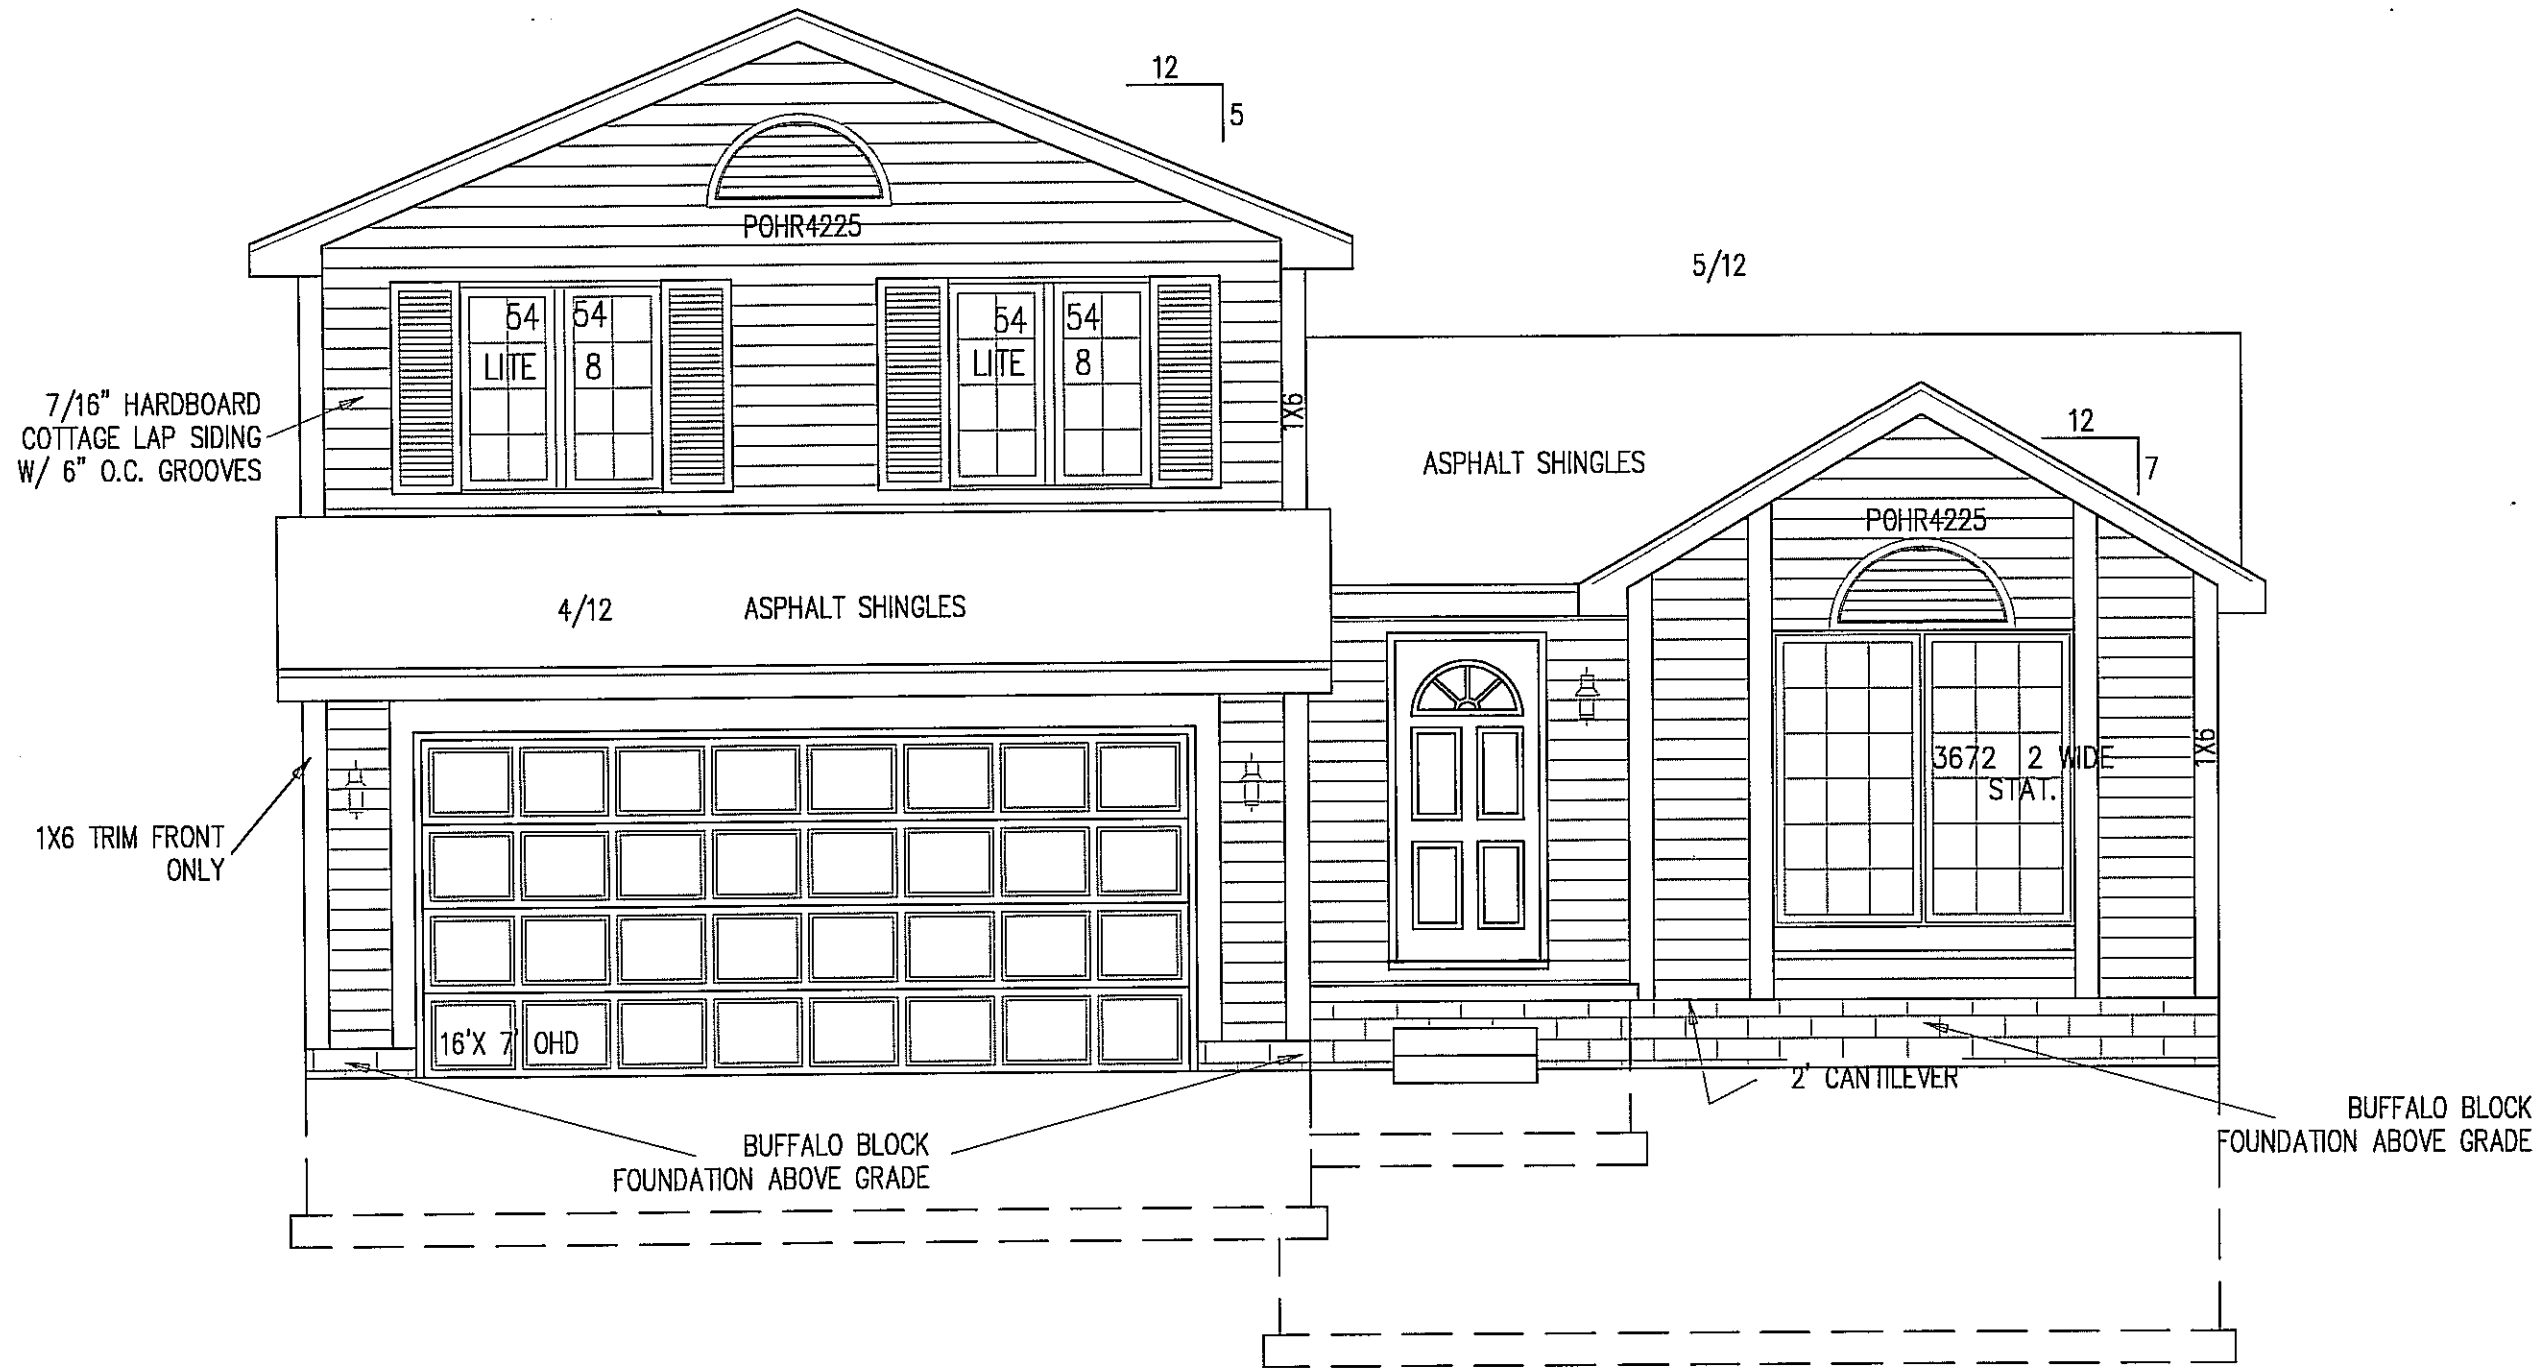 12
5
POHR4225
5/12
54 54
LITE 8
54 54
LITE 8
7/16" HARDBOARD
COTTAGE LAP SIDING
W/ 6" O.C. GROOVES
1X6
ASPHALT SHINGLES
12
7
POHR4225
4/12 ASPHALT SHINGLES
3672 2 WIDE
STAT.
1X6
1X6 TRIM FRONT
ONLY
16'X 7' OHD
2' CANTILEVER
BUFFALO BLOCK
FOUNDATION ABOVE GRADE
BUFFALO BLOCK
FOUNDATION ABOVE GRADE